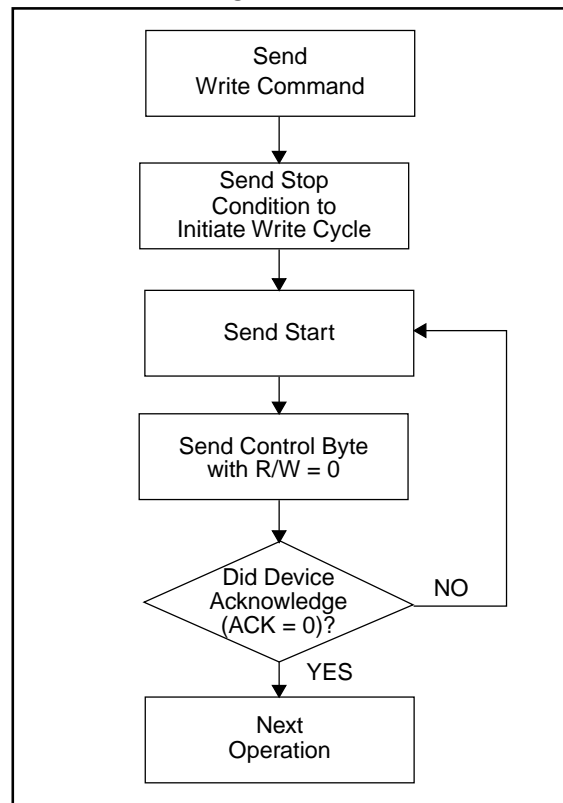 Send
Write Command
Send Stop
Condition to
Initiate Write Cycle
Send Start
Send Control Byte
with R/W = 0
Did Device
Acknowledge
(ACK = 0)?
NO
YES
Next
Operation